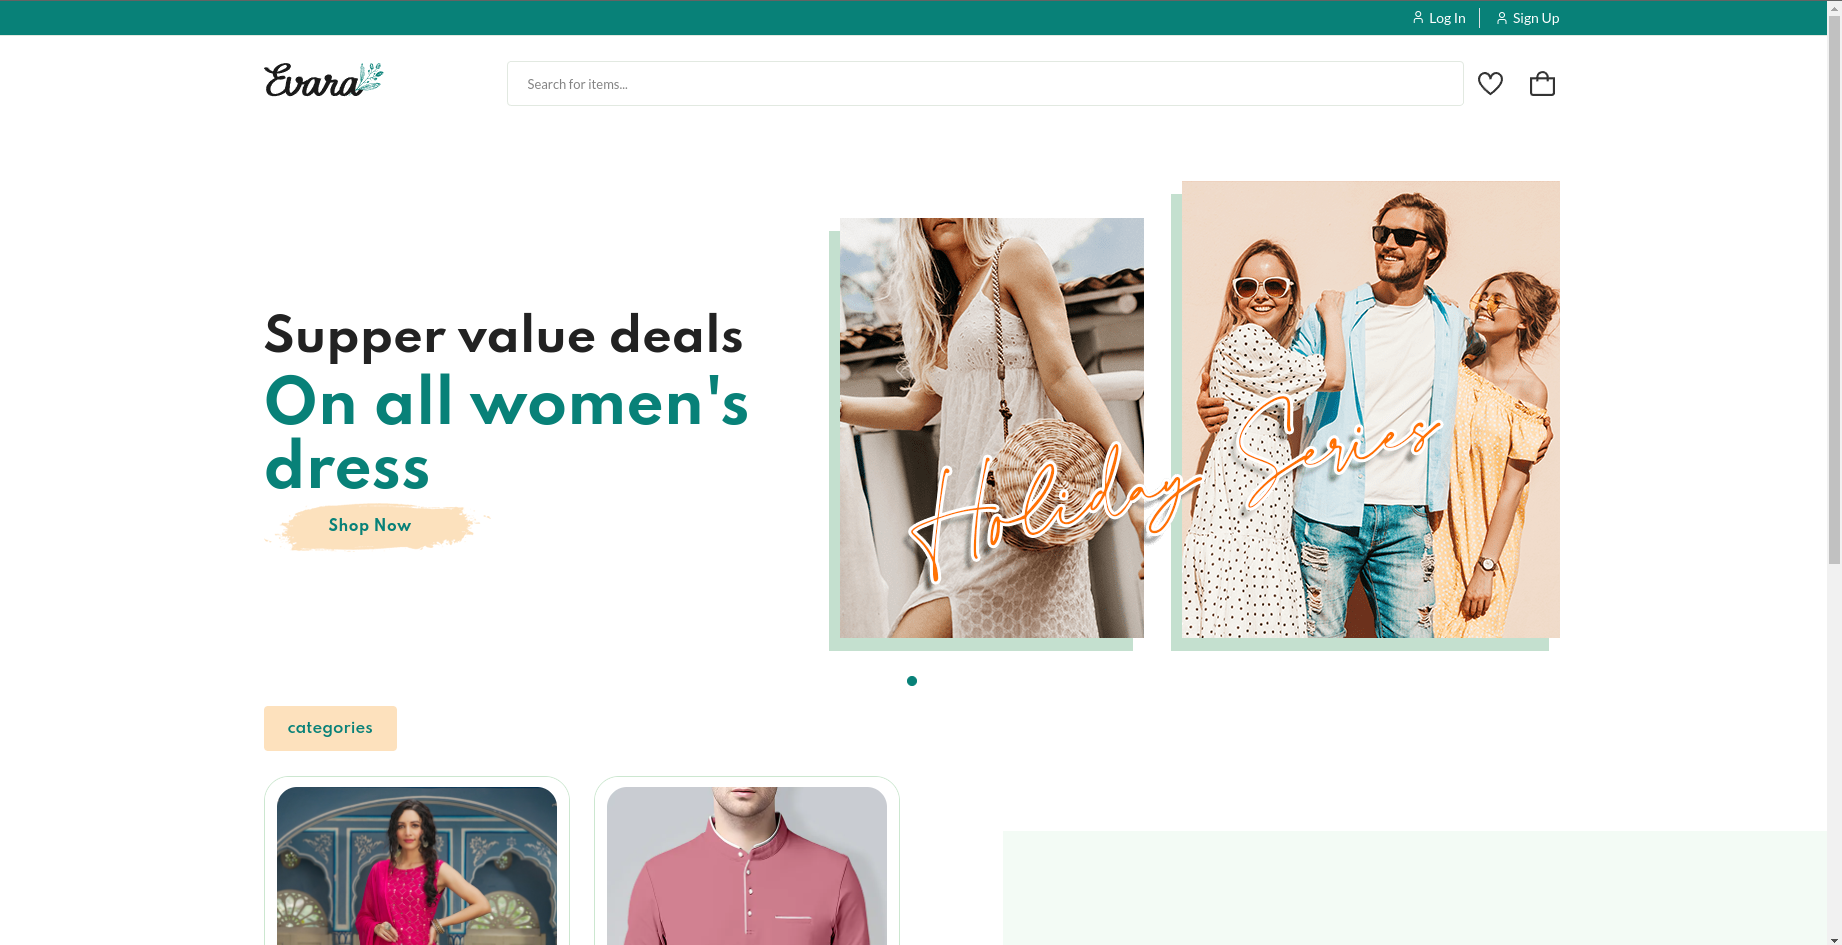 Log In
Sign Up
Evara
Search for items...
Supper value deals
On all women's
dress
Shop Now
Holiday Series
categories